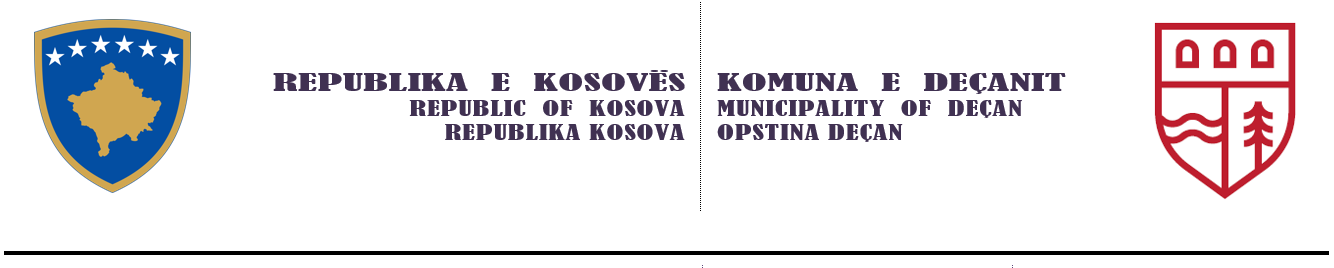 REPUBLIKA E KOSOVËS
REPUBLIC OF KOSOVA
REPUBLIKA KOSOVA
KOMUNA E DEÇANIT
MUNICIPALITY OF DEÇAN
OPSTINA DEÇAN